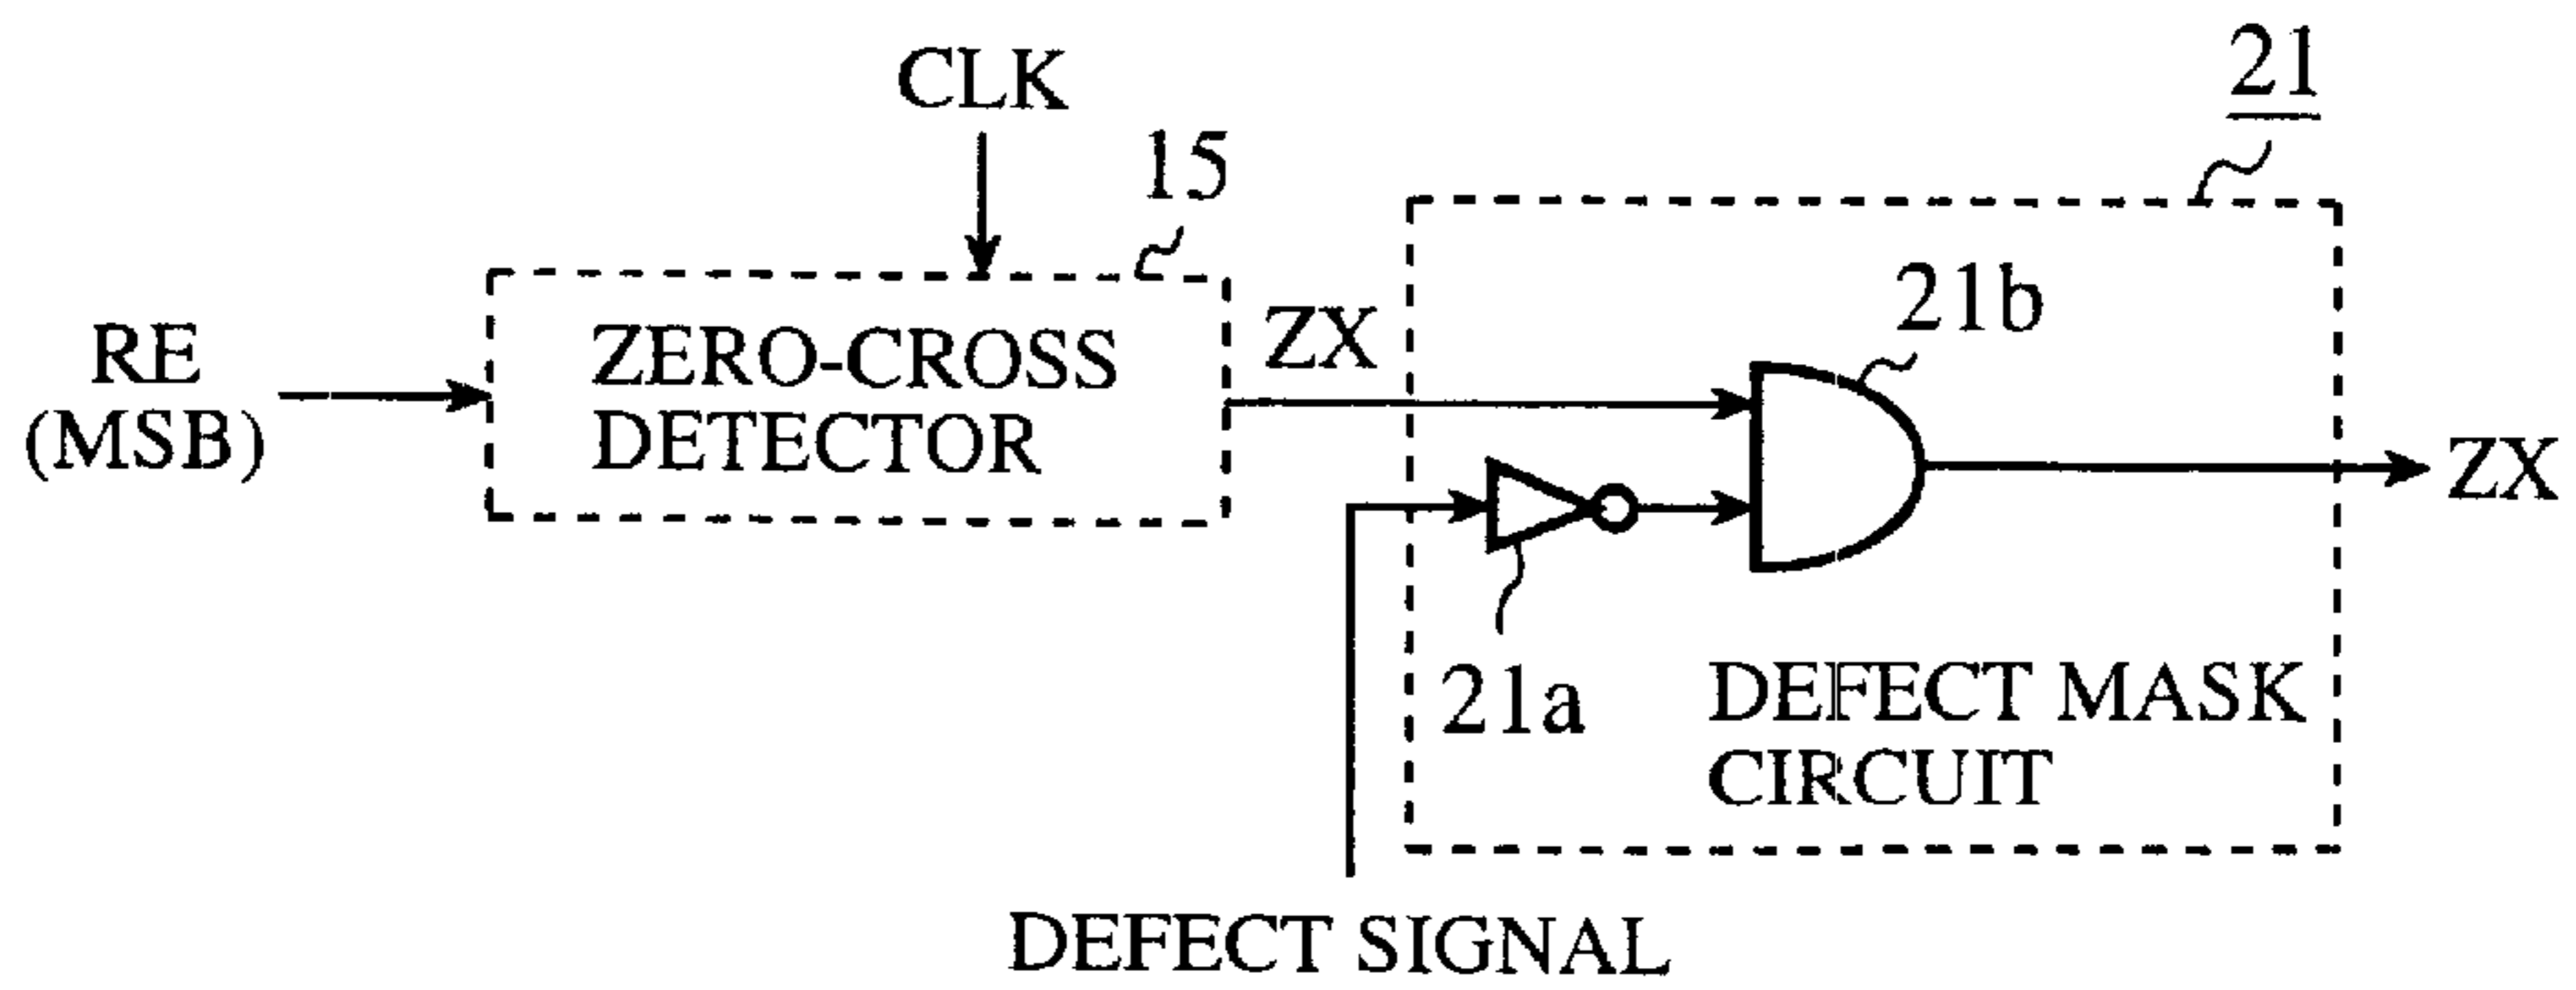 21
CLK
15
21b
RE
(MSB)
ZERO-CROSS
DETECTOR
ZX
ZX
21a
DEFECT MASK
CIRCUIT
DEFECT SIGNAL